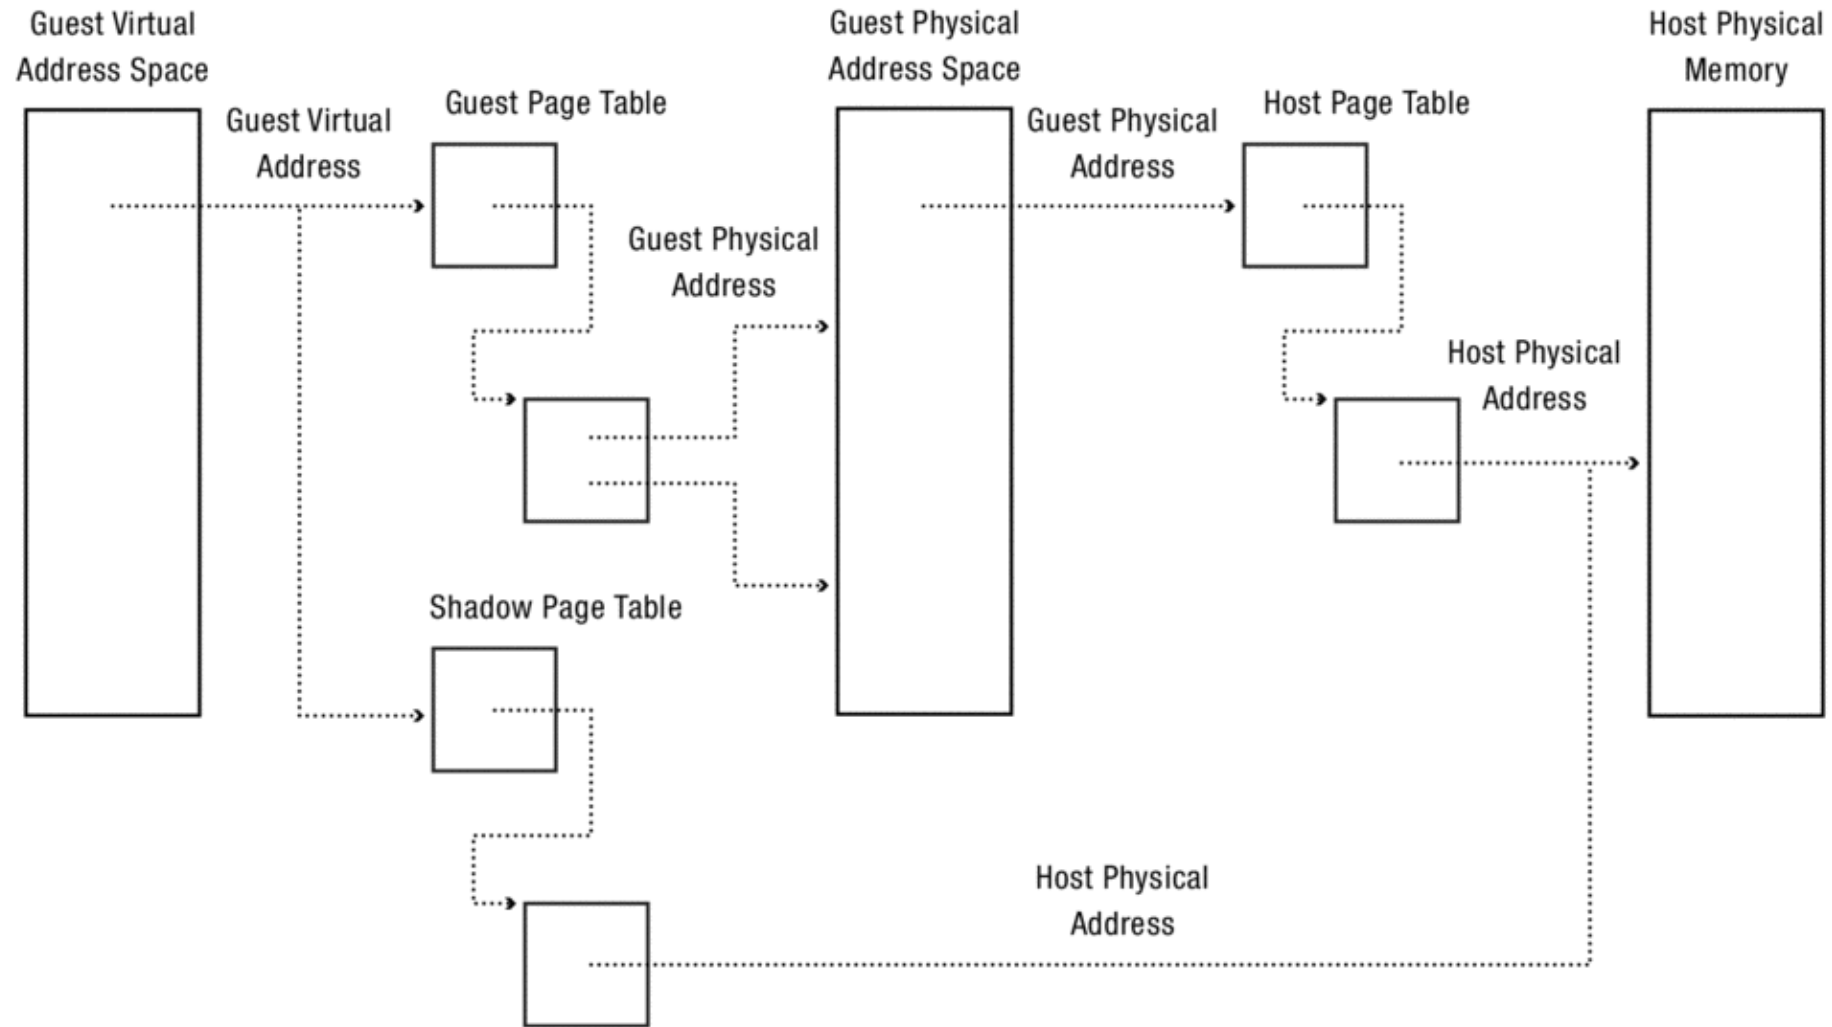 Guest Virtual
Address Space
Guest Physical
Address Space
Host Physical
Memory
Guest Virtual
Address
Guest Page Table
Guest Physical
Address
Host Page Table
Guest Physical
Address
Host Physical
Address
Shadow Page Table
Host Physical
Address